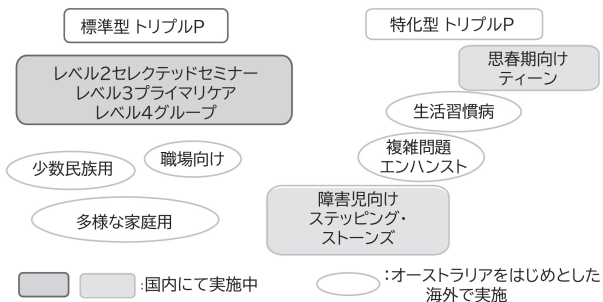 標準型 トリプルP
レベル2セレクテッドセミナー
レベル3プライマリケア
レベル4グループ
少数民族用
職場向け
多様な家庭用
特化型 トリプルP
思春期向け
ティーン
生活習慣病
複雑問題
エンハンスト
障害児向け
ステッピング・
ストーンズ
:国内にて実施中
:オーストラリアをはじめとした
海外で実施